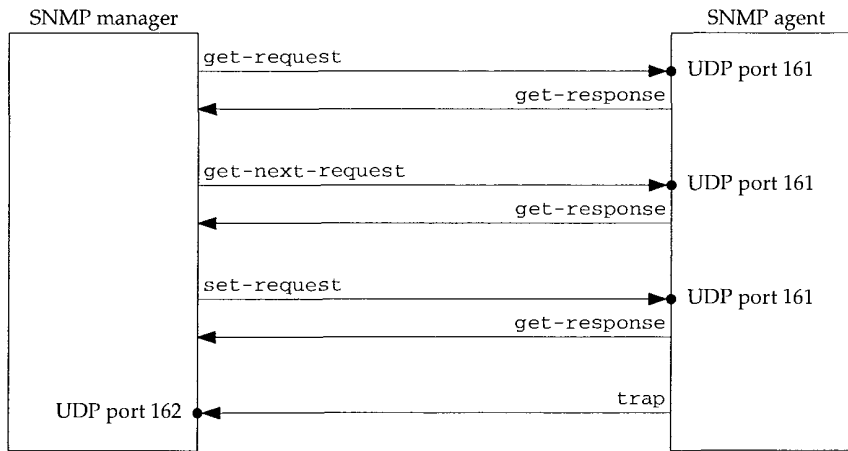 SNMP manager
SNMP agent
get-request
UDP port 161
get-response
get-next-request
UDP port 161
get-response
set-request
UDP port 161
get-response
trap
UDP port 162